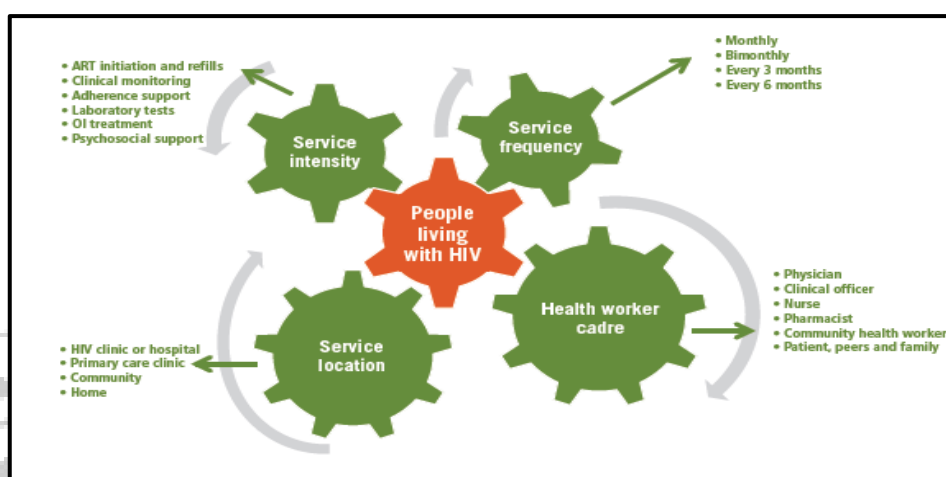 • ART initiation and refills
• Clinical monitoring
• Adherence support
• Laboratory tests
• OI treatment
• Psychosocial support
Service
intensity
• Monthly
• Bimonthly
• Every 3 months
• Every 6 months
Service
frequency
People
living
with HIV
• HIV clinic or hospital
• Primary care clinic
• Community
• Home
Service
location
Health worker
cadre
• Physician
• Clinical officer
• Nurse
• Pharmacist
• Community health worker
• Patient, peers and family